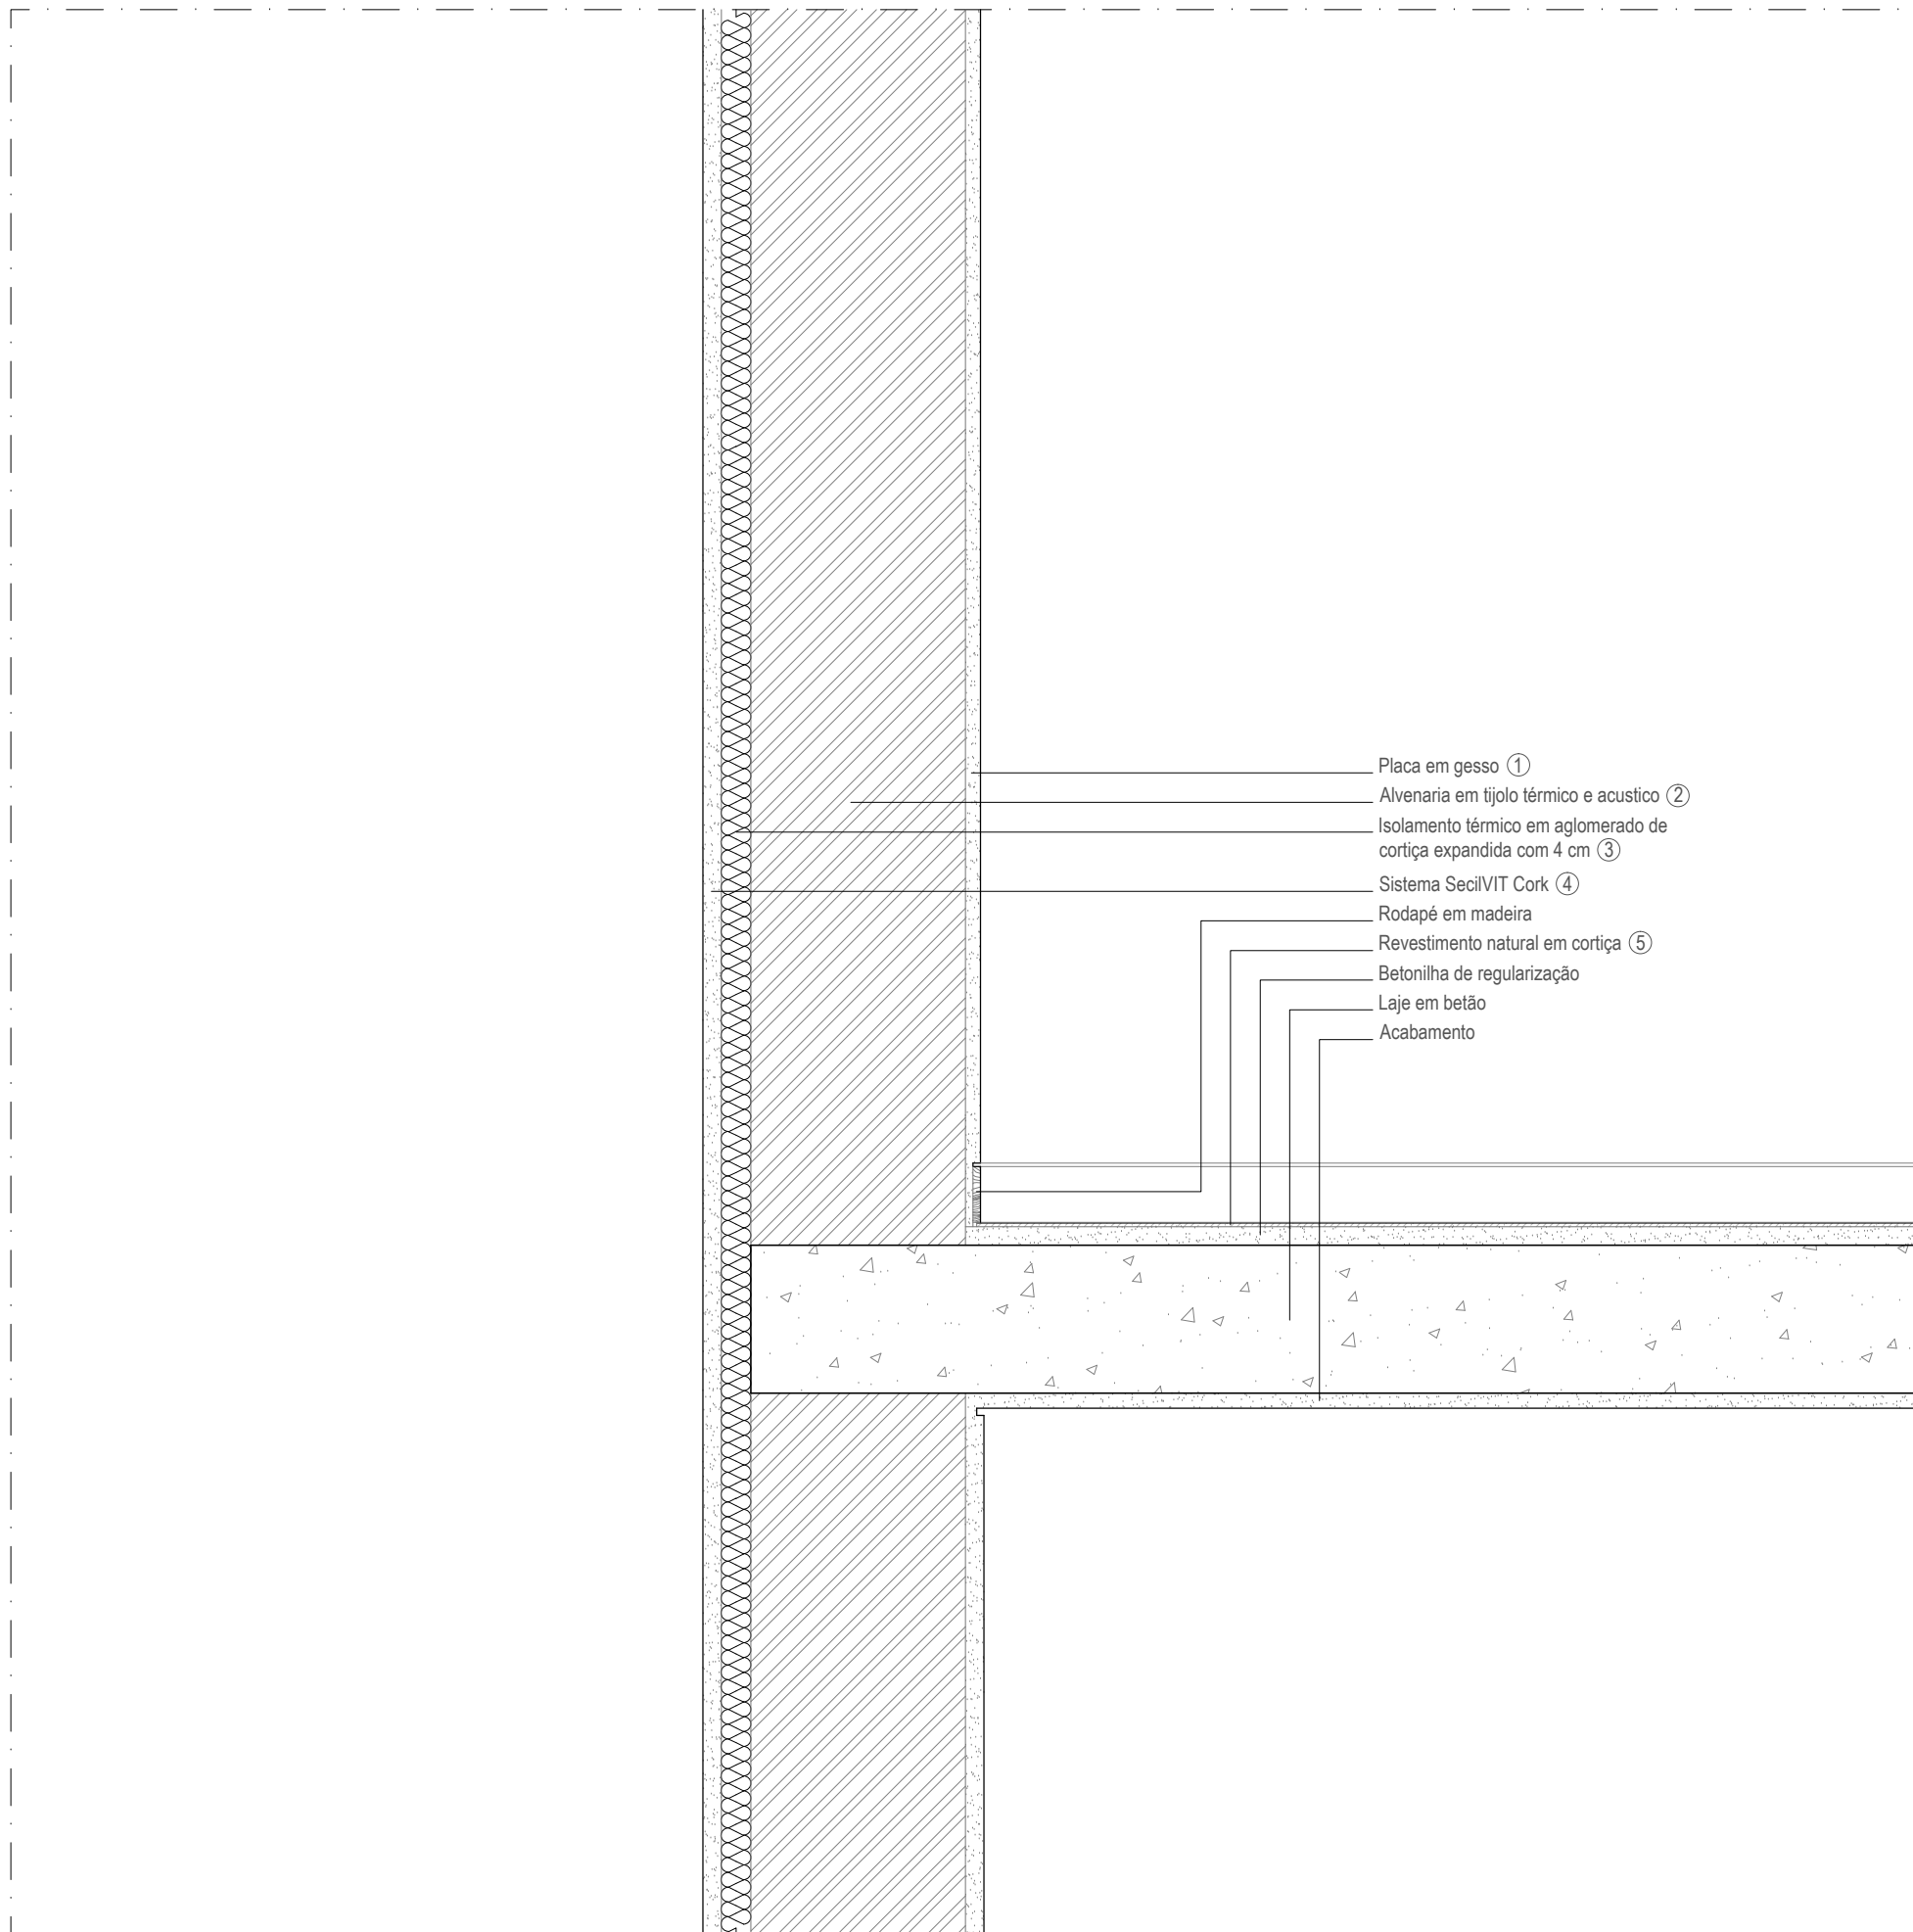 Placa em gesso ①
Alvenaria em tijolo térmico e acustico ②
Isolamento térmico em aglomerado de
cortiça expandida com 4 cm ③
Sistema SecilVIT Cork ④
Rodapé em madeira
Revestimento natural em cortiça ⑤
Betonilha de regularização
Laje em betão
Acabamento